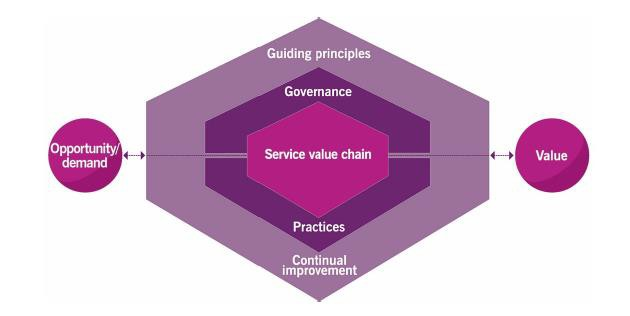 Guiding principles
Governance
Opportunity/
demand
Service value chain
Value
Practices
Continual
improvement